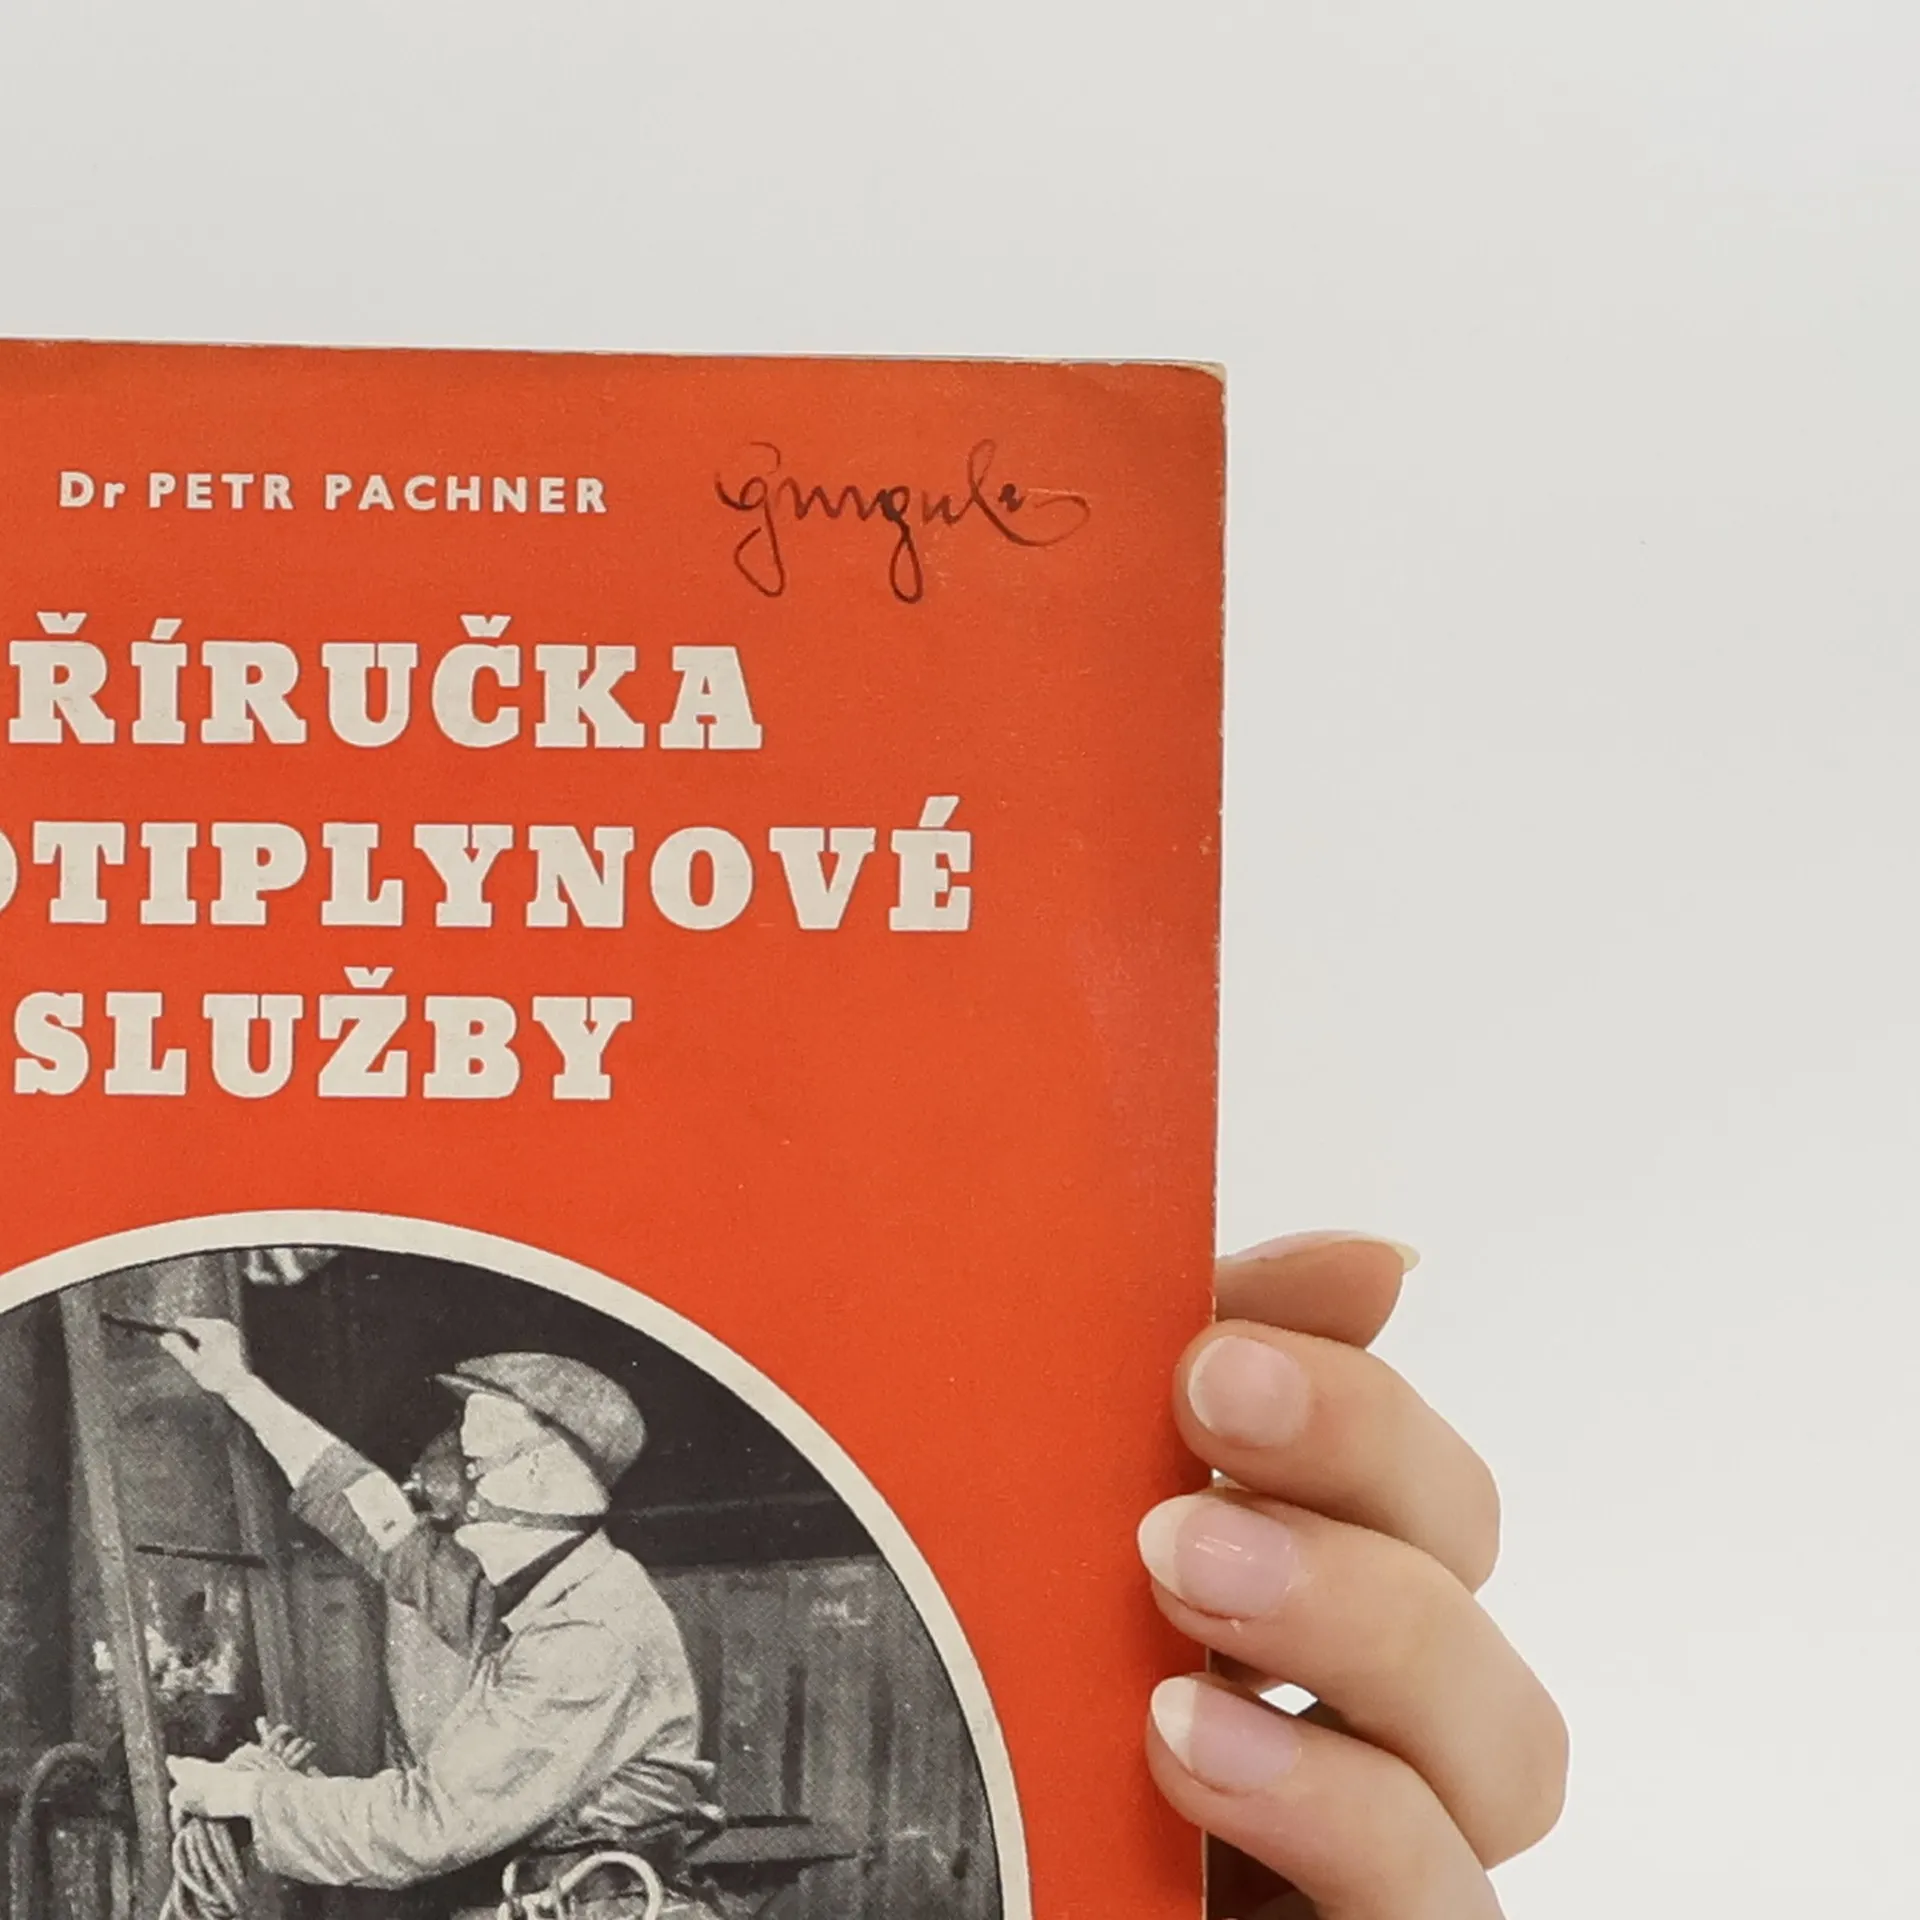 Dr PETR PACHNER
ŘÍRUČKA
OTIPLYNOVÉ
SLUŽBY